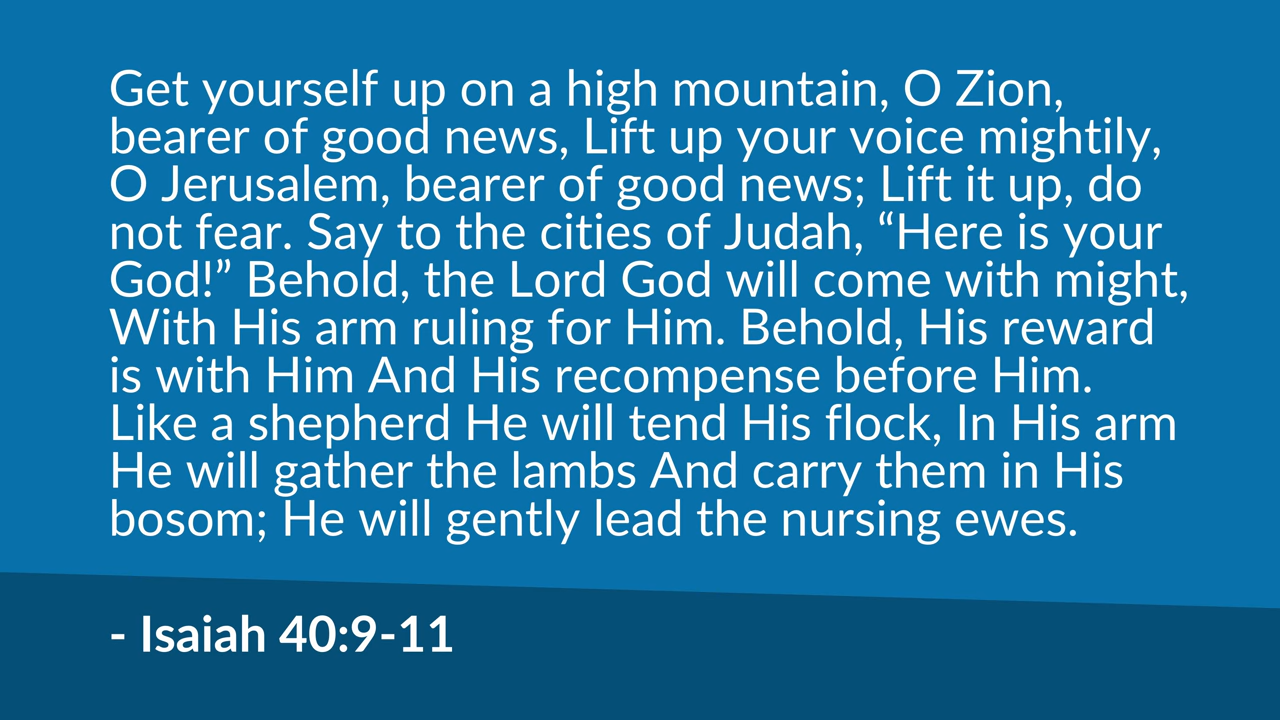 Get yourself up on a high mountain, O Zion,
bearer of good news, Lift up your voice mightily,
O Jerusalem, bearer of good news; Lift it up, do
not fear. Say to the cities of Judah, “Here is your
God!” Behold, the Lord God will come with might,
With His arm ruling for Him. Behold, His reward
is with Him And His recompense before Him.
Like a shepherd He will tend His flock, In His arm
He will gather the lambs And carry them in His
bosom; He will gently lead the nursing ewes.
- Isaiah 40:9-11